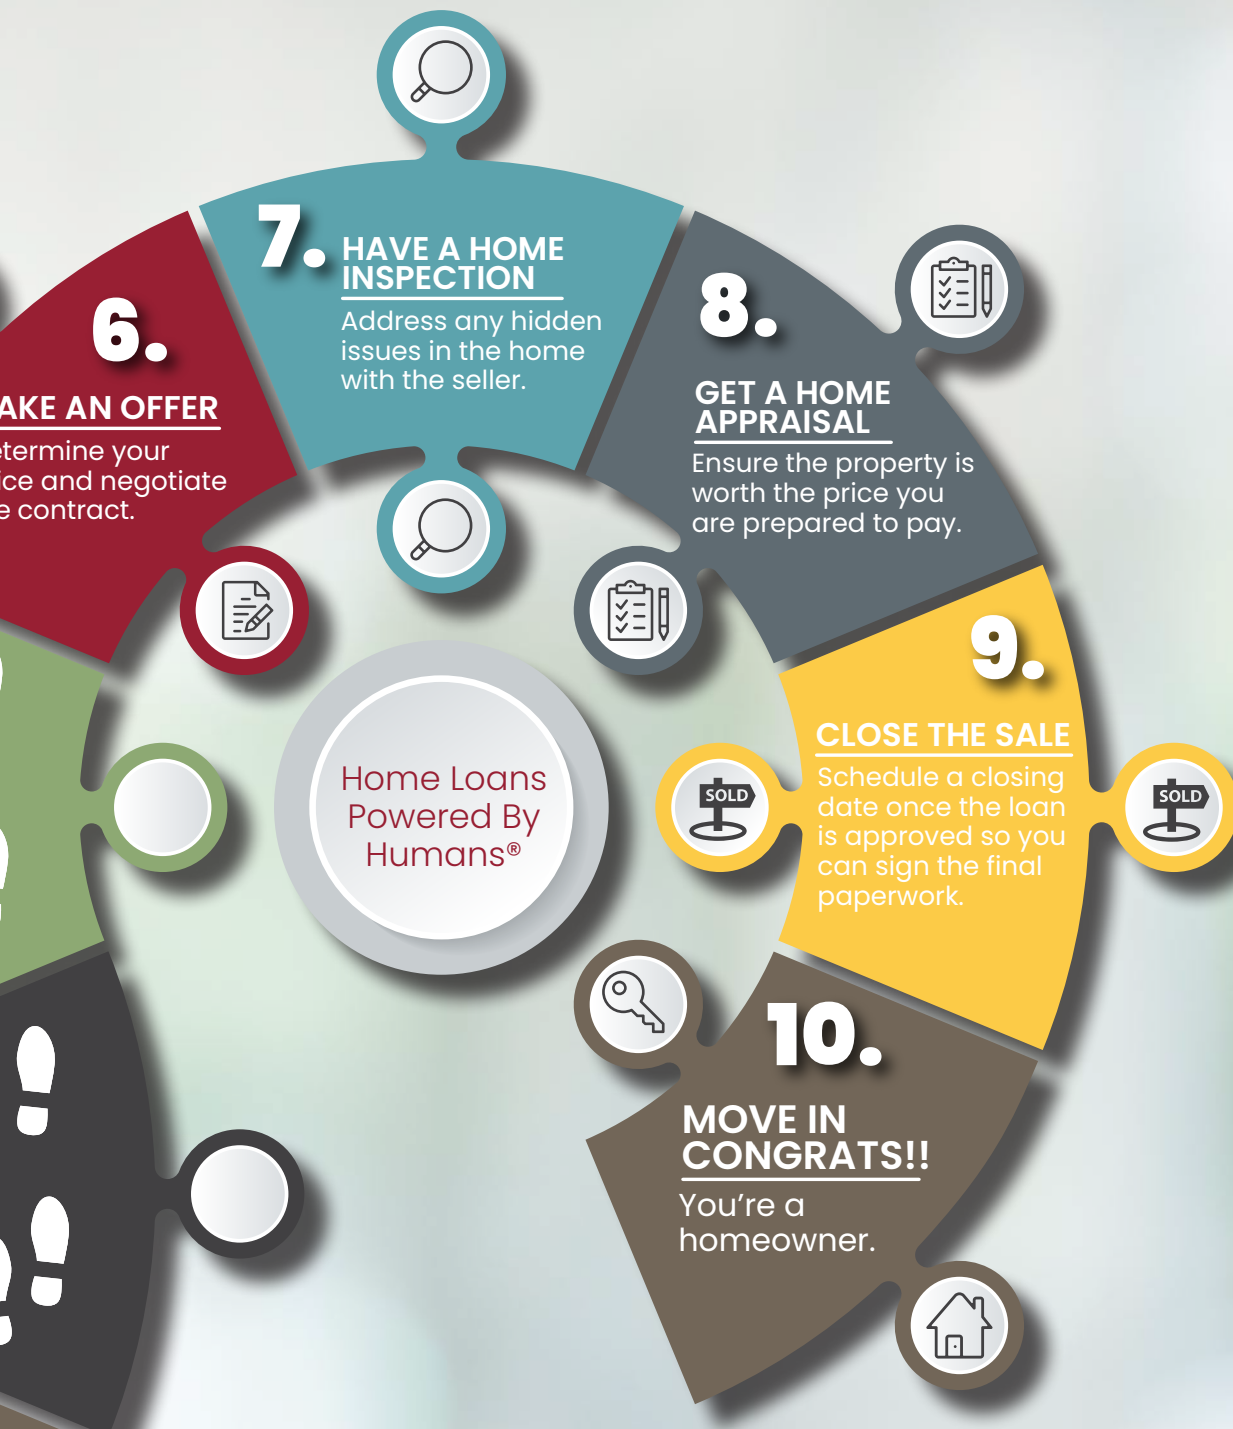 6.
AKE AN OFFER
termine your
ice and negotiate
e contract.
7.
HAVE A HOME
INSPECTION
Address any hidden
issues in the home
with the seller.
8.
GET A HOME
APPRAISAL
Ensure the property is
worth the price you
are prepared to pay.
9.
CLOSE THE SALE
Schedule a closing
date once the loan
is approved so you
can sign the final
paperwork.
SOLD
SOLD
10.
MOVE IN
CONGRATS!!
You’re a
homeowner.
Home Loans
Powered By
Humans®